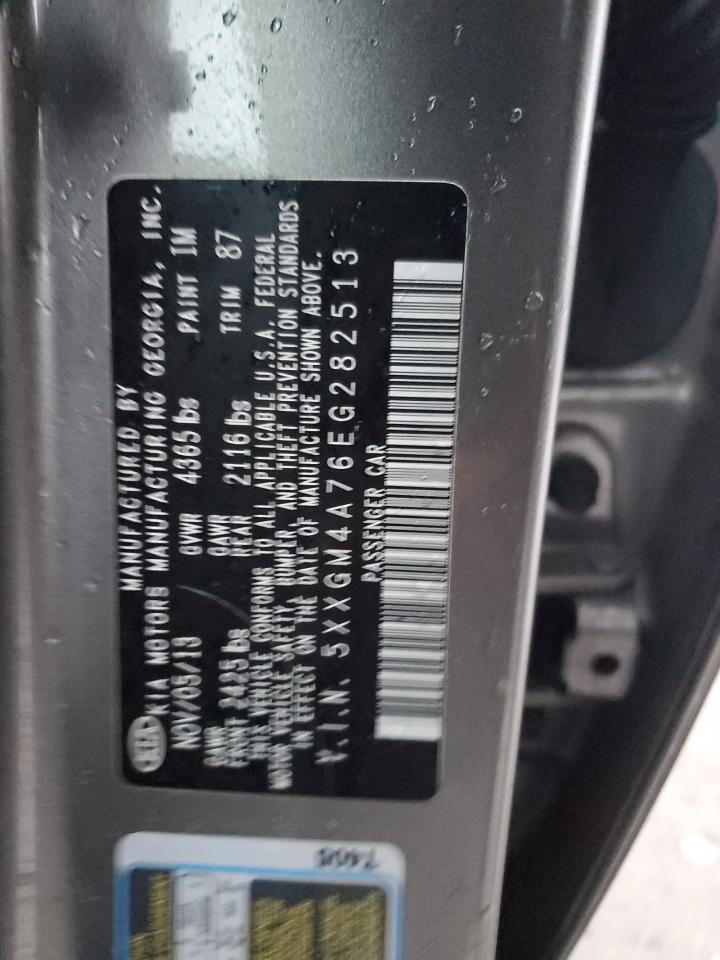 MANUFACTURED BY
KIA KIA MOTORS MANUFACTURING GEORGIA, INC.
NOV/05/13 GVWR 4365 lbs PAINT IM
GAWR GAWR
FRONT 2425 lbs REAR 2116 lbs TRIM 87
THIS VEHICLE CONFORMS TO ALL APPLICABLE U.S.A. FEDERAL
MOTOR VEHICLE SAFETY, BUMPER, AND THEFT PREVENTION STANDARDS
IN EFFECT ON THE DATE OF MANUFACTURE SHOWN ABOVE.
V.I.N. 5XXGM4A76EG282513
PASSENGER CAR